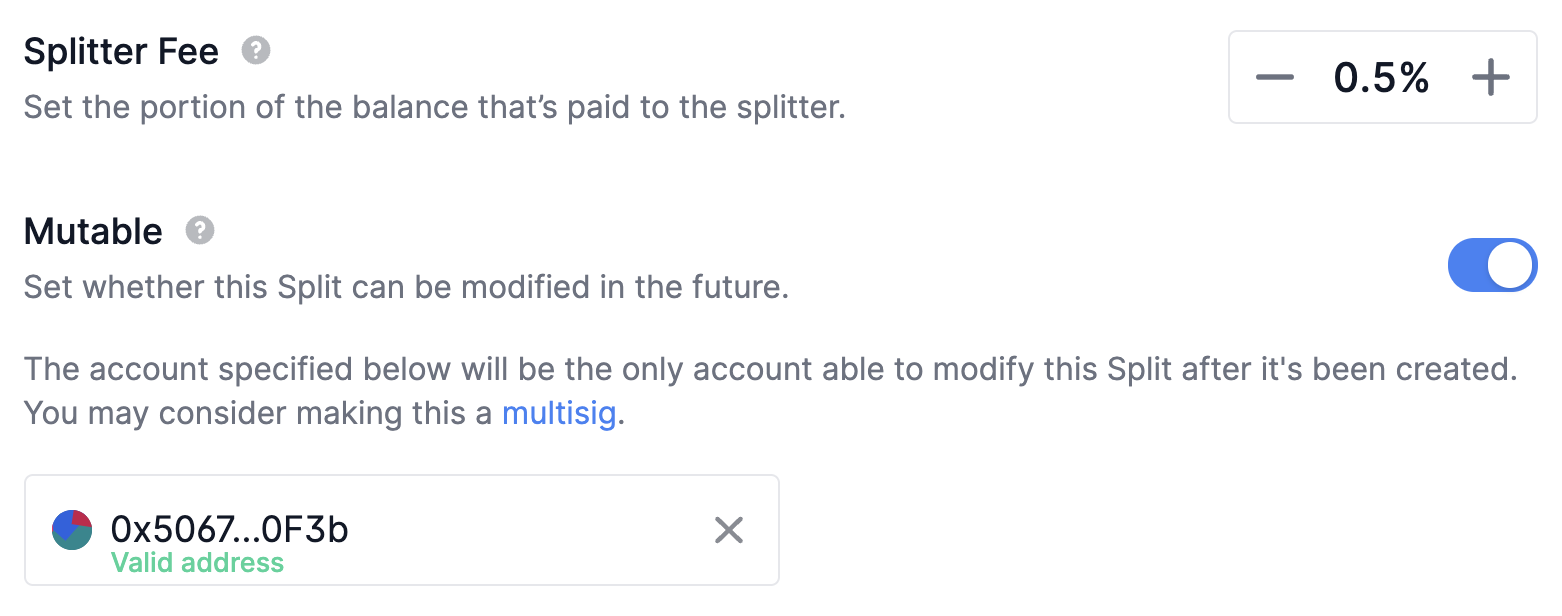 Splitter Fee ?
Set the portion of the balance that’s paid to the splitter.
0.5%
Mutable ?
Set whether this Split can be modified in the future.
The account specified below will be the only account able to modify this Split after it's been created.
You may consider making this a multisig.
0x5067...0F3b
Valid address